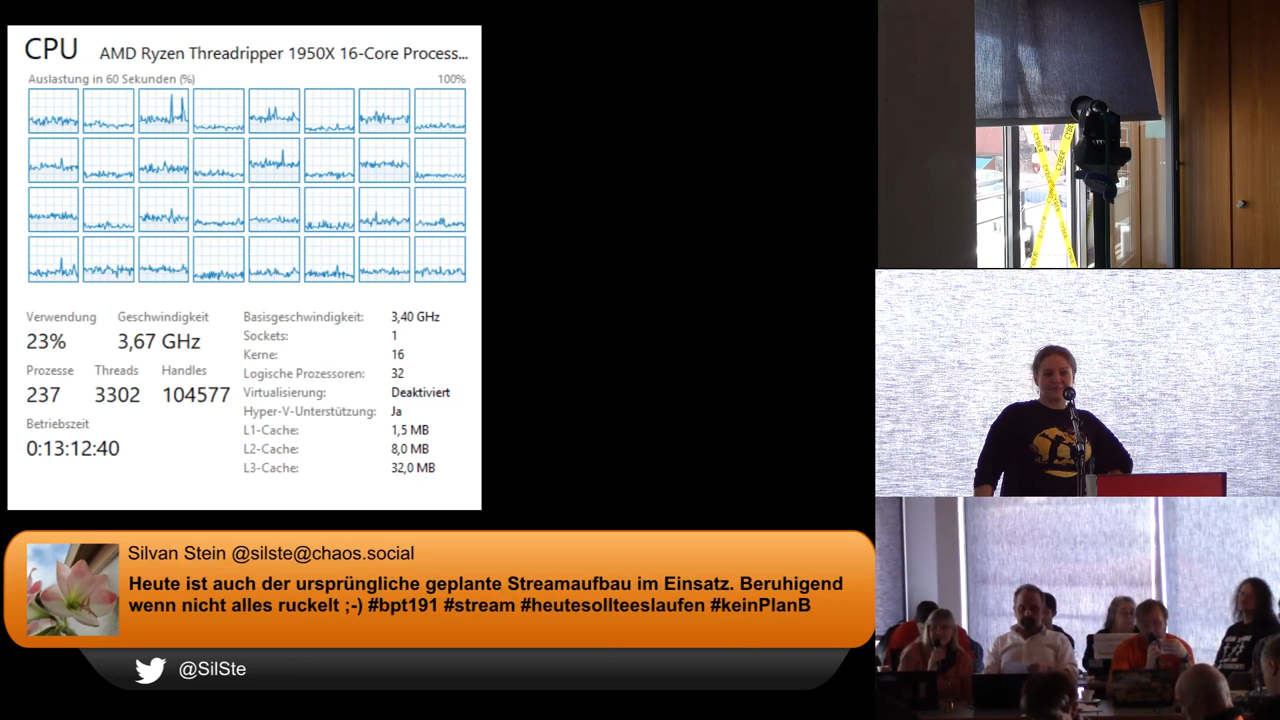 CPU AMD Ryzen Threadripper 1950X 16-Core Process...
Auslastung in 60 Sekunden (%) 100%
Verwendung Geschwindigkeit
23% 3,67 GHz
Prozesse Threads Handles
237 3302 104577
Betriebszeit
0:13:12:40
Basisgeschwindigkeit: 3,40 GHz
Sockets: 1
Kerne: 16
Logische Prozessoren: 32
Virtualisierung: Deaktiviert
Hyper-V-Unterstützung: Ja
L1-Cache: 1,5 MB
L2-Cache: 8,0 MB
L3-Cache: 32,0 MB
Silvan Stein @silste@chaos.social
Heute ist auch der ursprüngliche geplante Streamaufbau im Einsatz. Beruhigend
wenn nicht alles ruckelt ;-) #bpt191 #stream #heutesollteeslaufen #keinPlanB
@SilSte
CYBER
CYBER